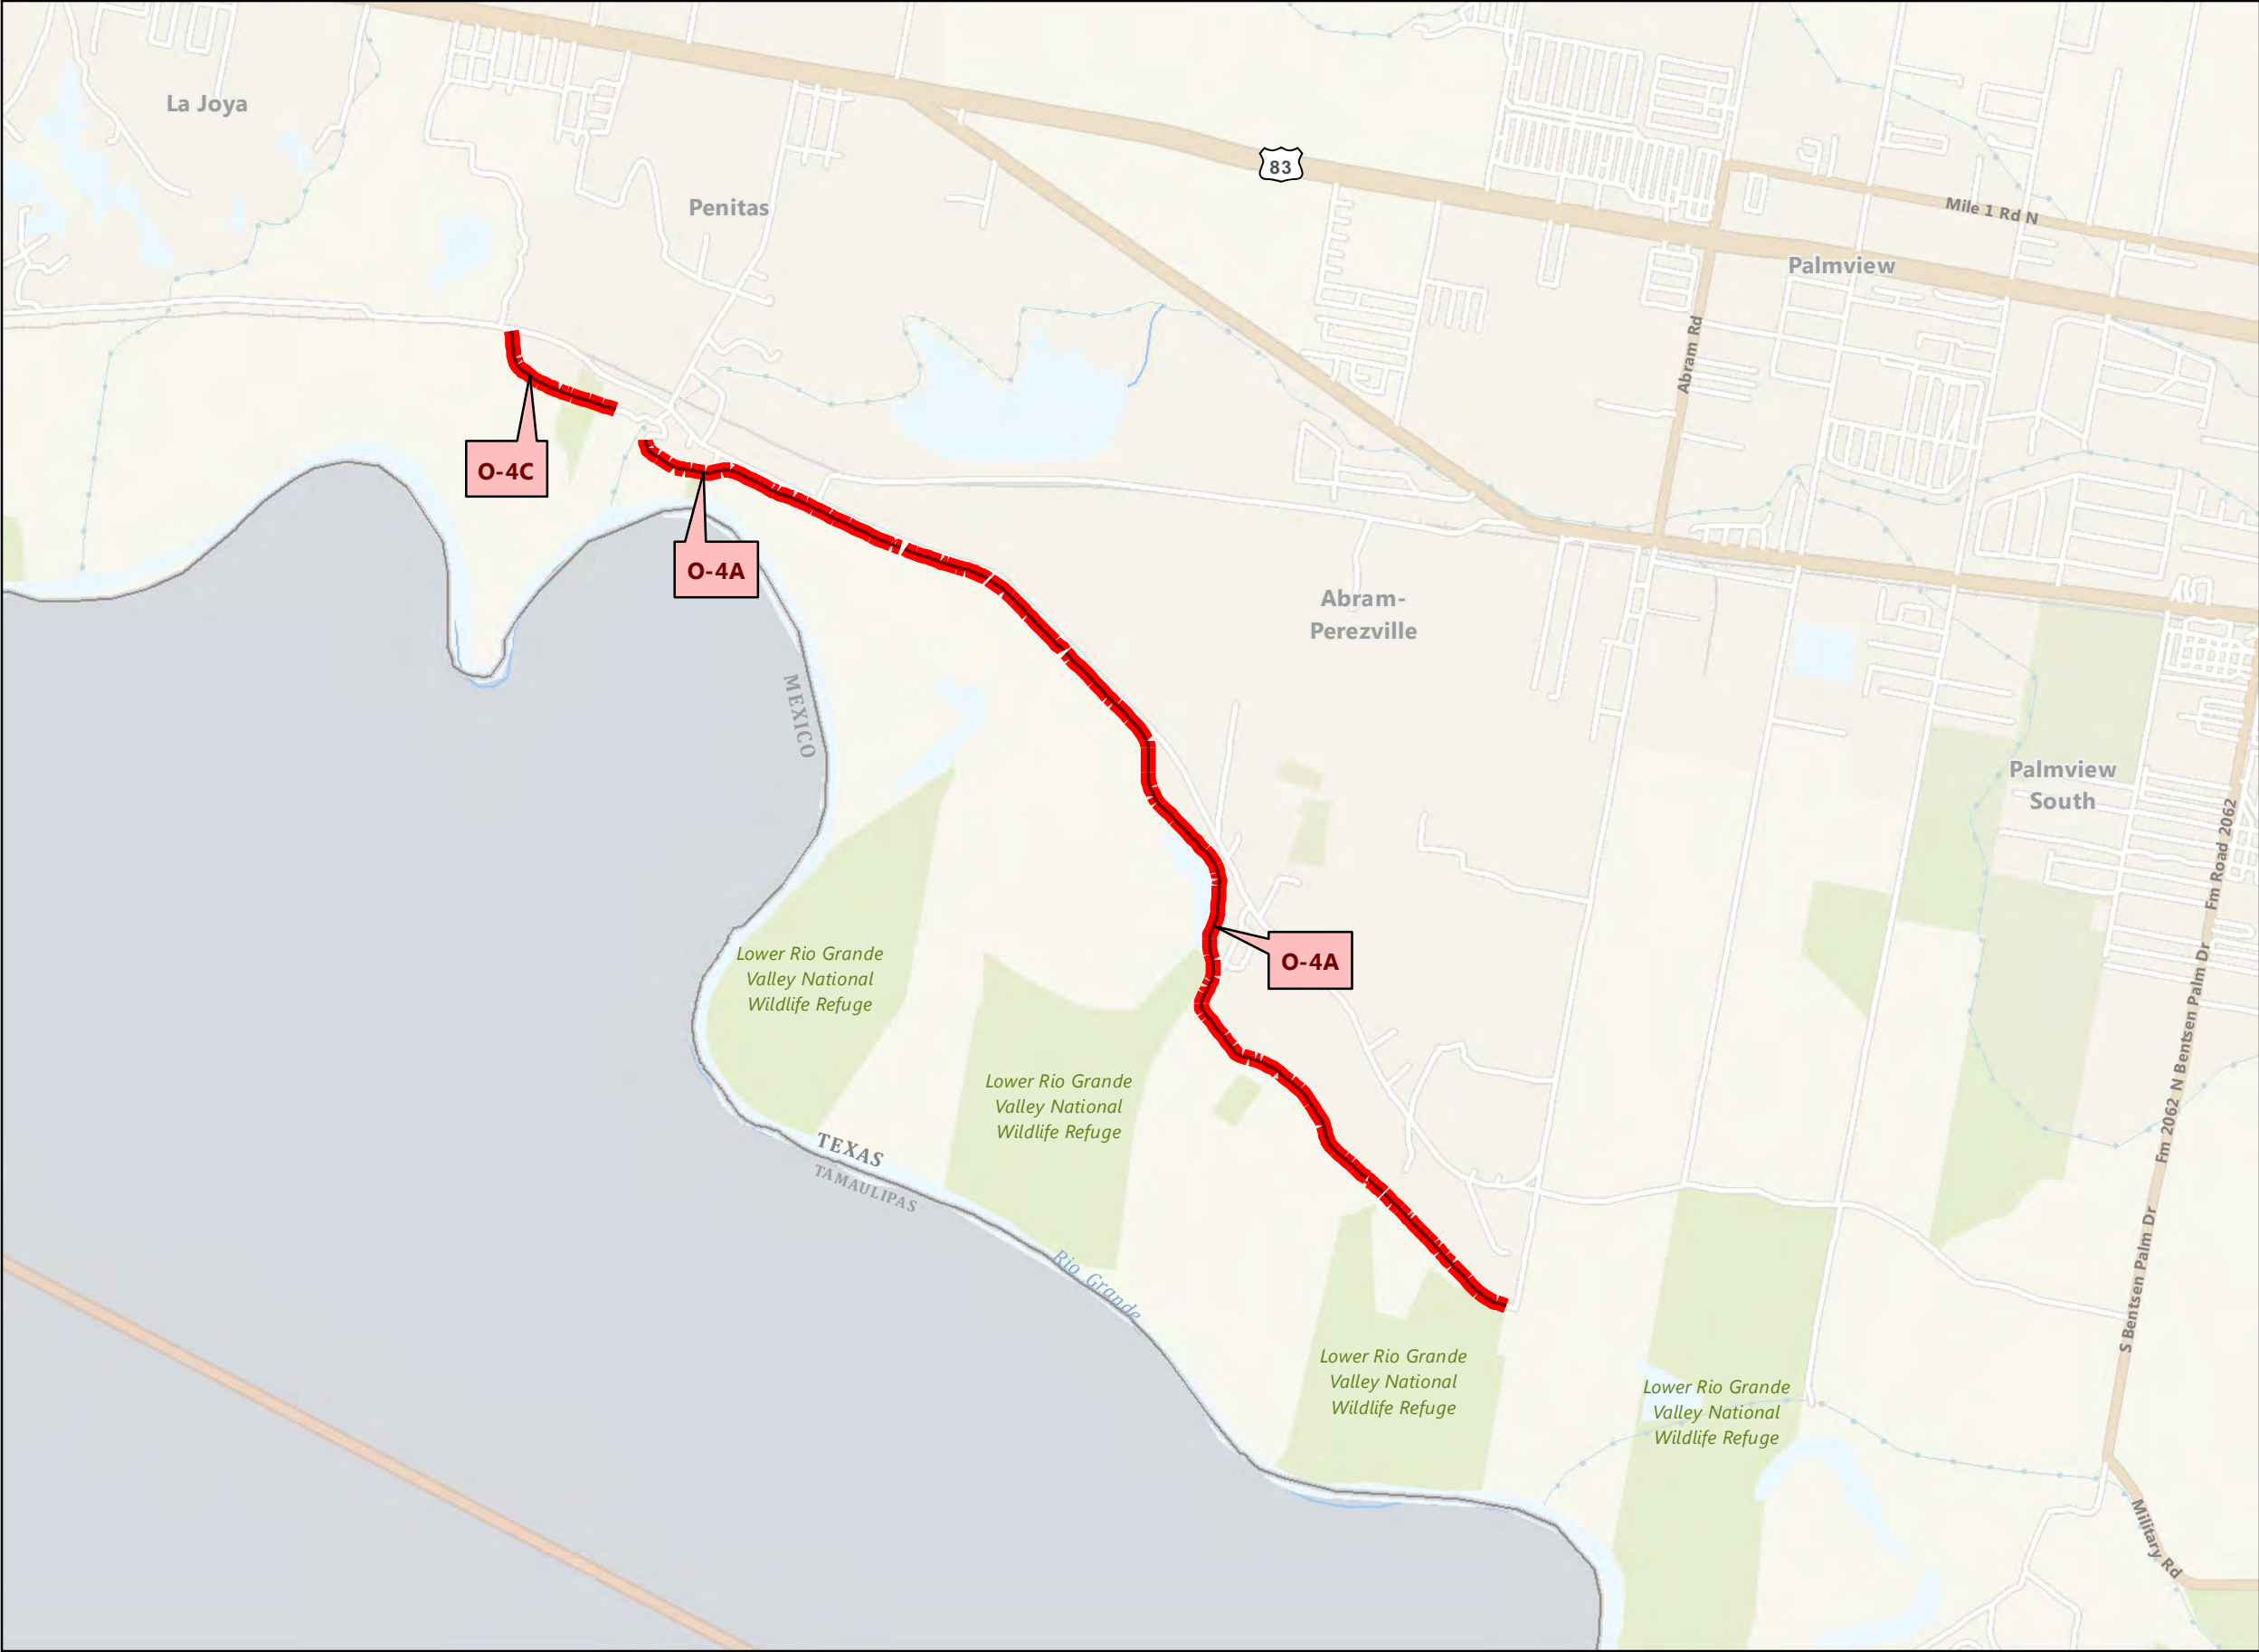 La Joya
83
Penitas
Mile 1 Rd N
Palmview
Abram Rd
O-4C
O-4A
Abram-
Perezville
MEXICO
Palmview
South
Fm Road 2062
O-4A
Lower Rio Grande
Valley National
Wildlife Refuge
Fm 2062 N Bentsen Palm Dr
Lower Rio Grande
Valley National
Wildlife Refuge
TEXAS
TAMAULIPAS
Rio Grande
S Bentsen Palm Dr
Lower Rio Grande
Valley National
Wildlife Refuge
Lower Rio Grande
Valley National
Wildlife Refuge
Military Rd